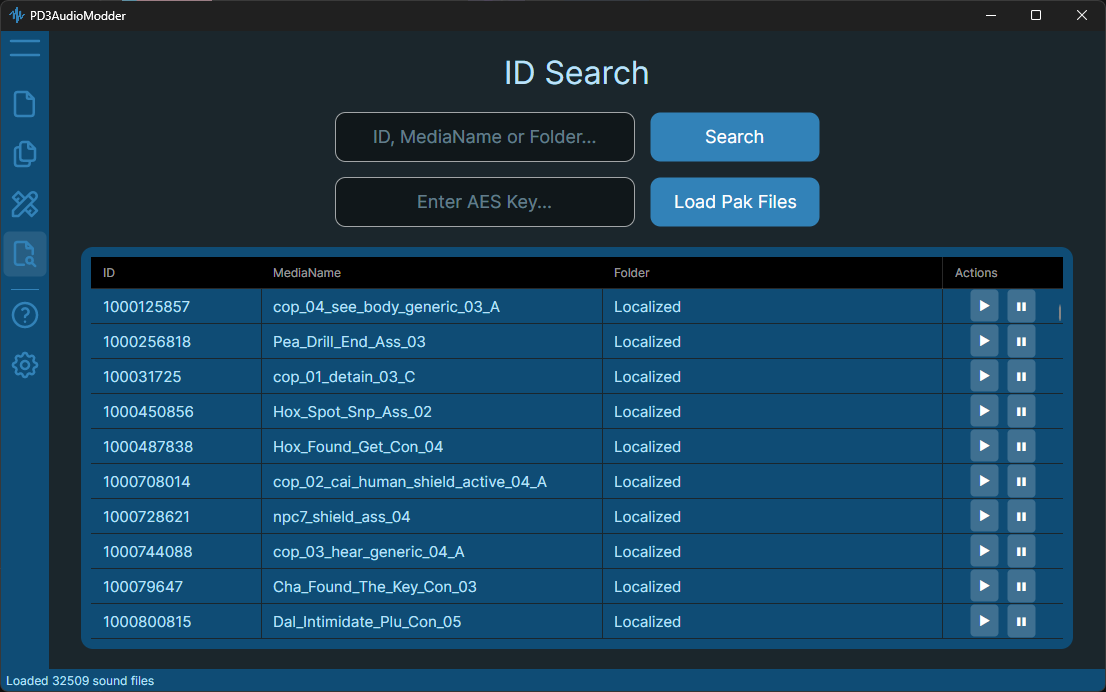 PD3AudioModder
ID Search
ID, MediaName or Folder... Search
Enter AES Key... Load Pak Files
ID MediaName Folder Actions
1000125857 cop_04_see_body_generic_03_A Localized
1000256818 Pea_Drill_End_Ass_03 Localized
100031725 cop_01_detain_03_C Localized
1000450856 Hox_Spot_Snp_Ass_02 Localized
1000487838 Hox_Found_Get_Con_04 Localized
1000708014 cop_02_cai_human_shield_active_04_A Localized
1000728621 npc7_shield_ass_04 Localized
1000744088 cop_03_hear_generic_04_A Localized
100079647 Cha_Found_The_Key_Con_03 Localized
1000800815 Dal_Intimidate_Plu_Con_05 Localized
Loaded 32509 sound files